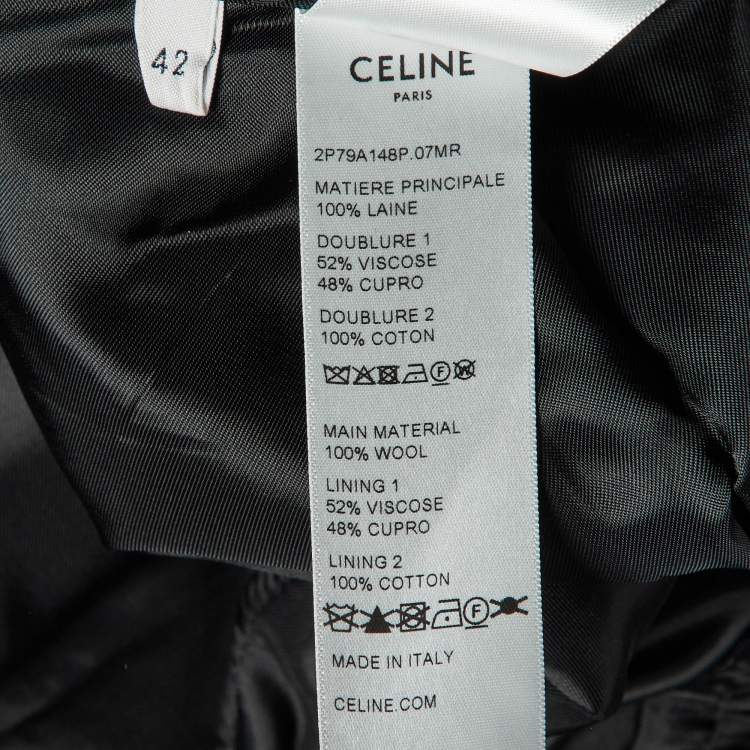 42
CELINE
PARIS
2P79A148P.07MR
MATIERE PRINCIPALE
100% LAINE
DOUBLURE 1
52% VISCOSE
48% CUPRO
DOUBLURE 2
100% COTON
F W
MAIN MATERIAL
100% WOOL
LINING 1
52% VISCOSE
48% CUPRO
LINING 2
100% COTTON
F
MADE IN ITALY
CELINE.COM